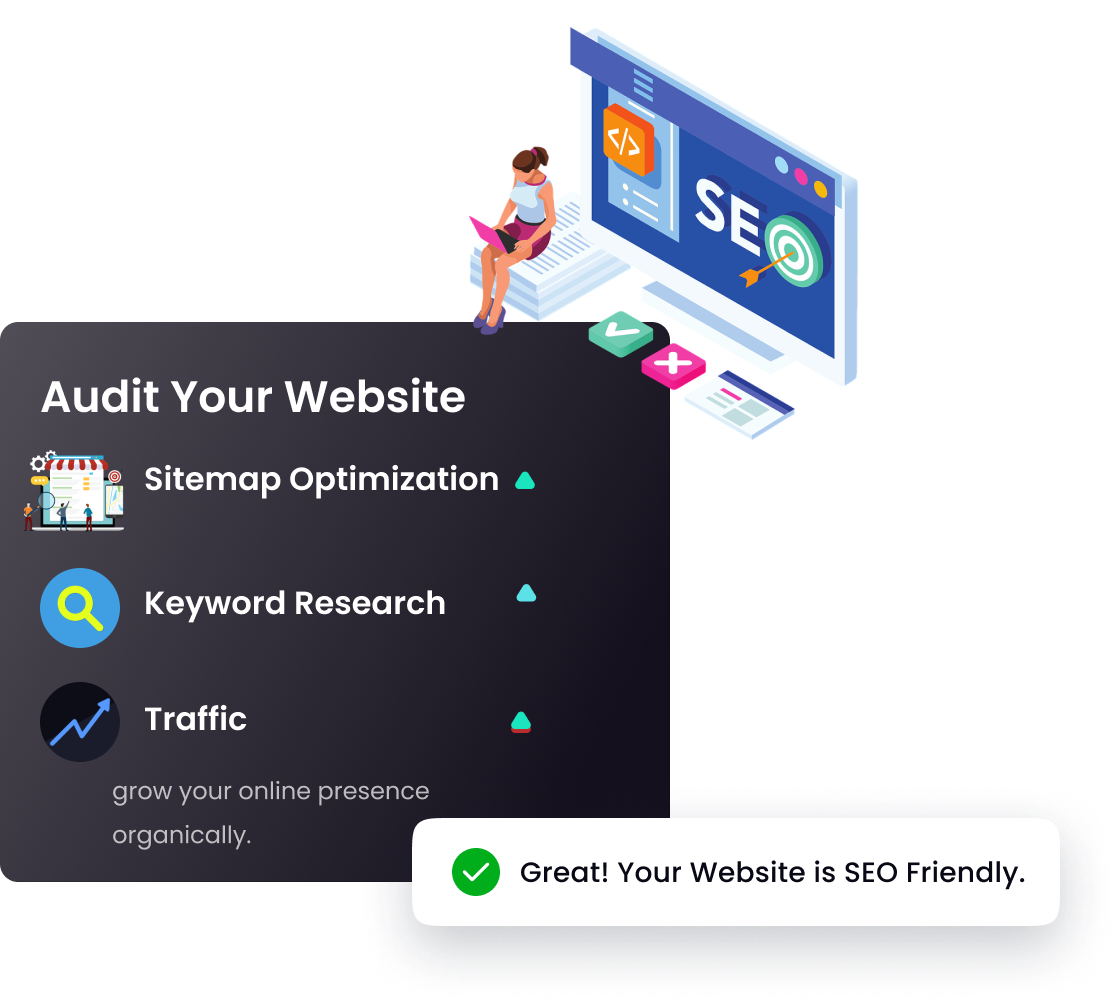 </>
SEO
Audit Your Website
Sitemap Optimization
Keyword Research
Traffic
grow your online presence
organically.
Great! Your Website is SEO Friendly.